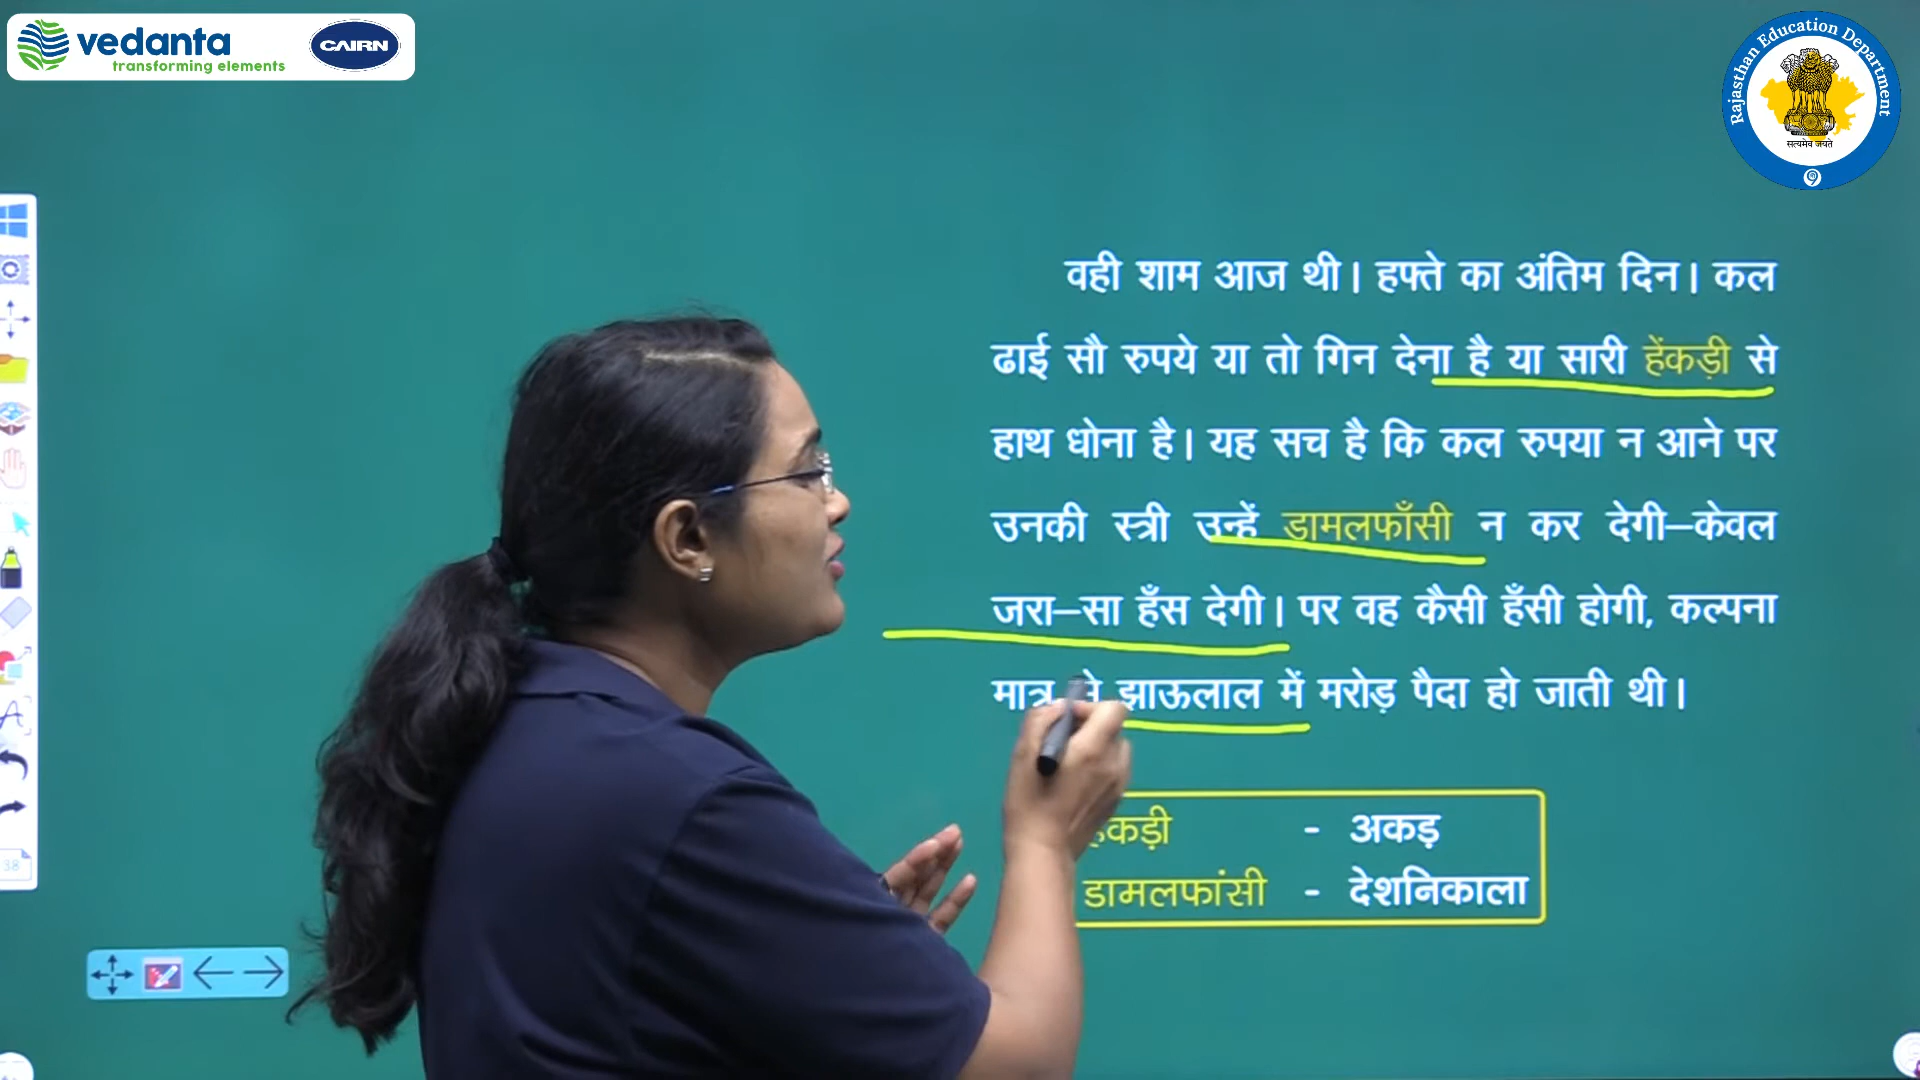 vedanta
transforming elements
CAIRN
Rajasthan Education Department
सत्यमेव जयते
वही शाम आज थी। हफ्ते का अंतिम दिन। कल
ढाई सौ रुपये या तो गिन देना है या सारी हेंकड़ी से
हाथ धोना है। यह सच है कि कल रुपया न आने पर
उनकी स्त्री उन्हें डामलफाँसी न कर देगी–केवल
जरा–सा हँस देगी। पर वह कैसी हँसी होगी, कल्पना
मात्र झाऊलाल में मरोड़ पैदा हो जाती थी।
- अकड़
डामलफांसी - देशनिकाला
38